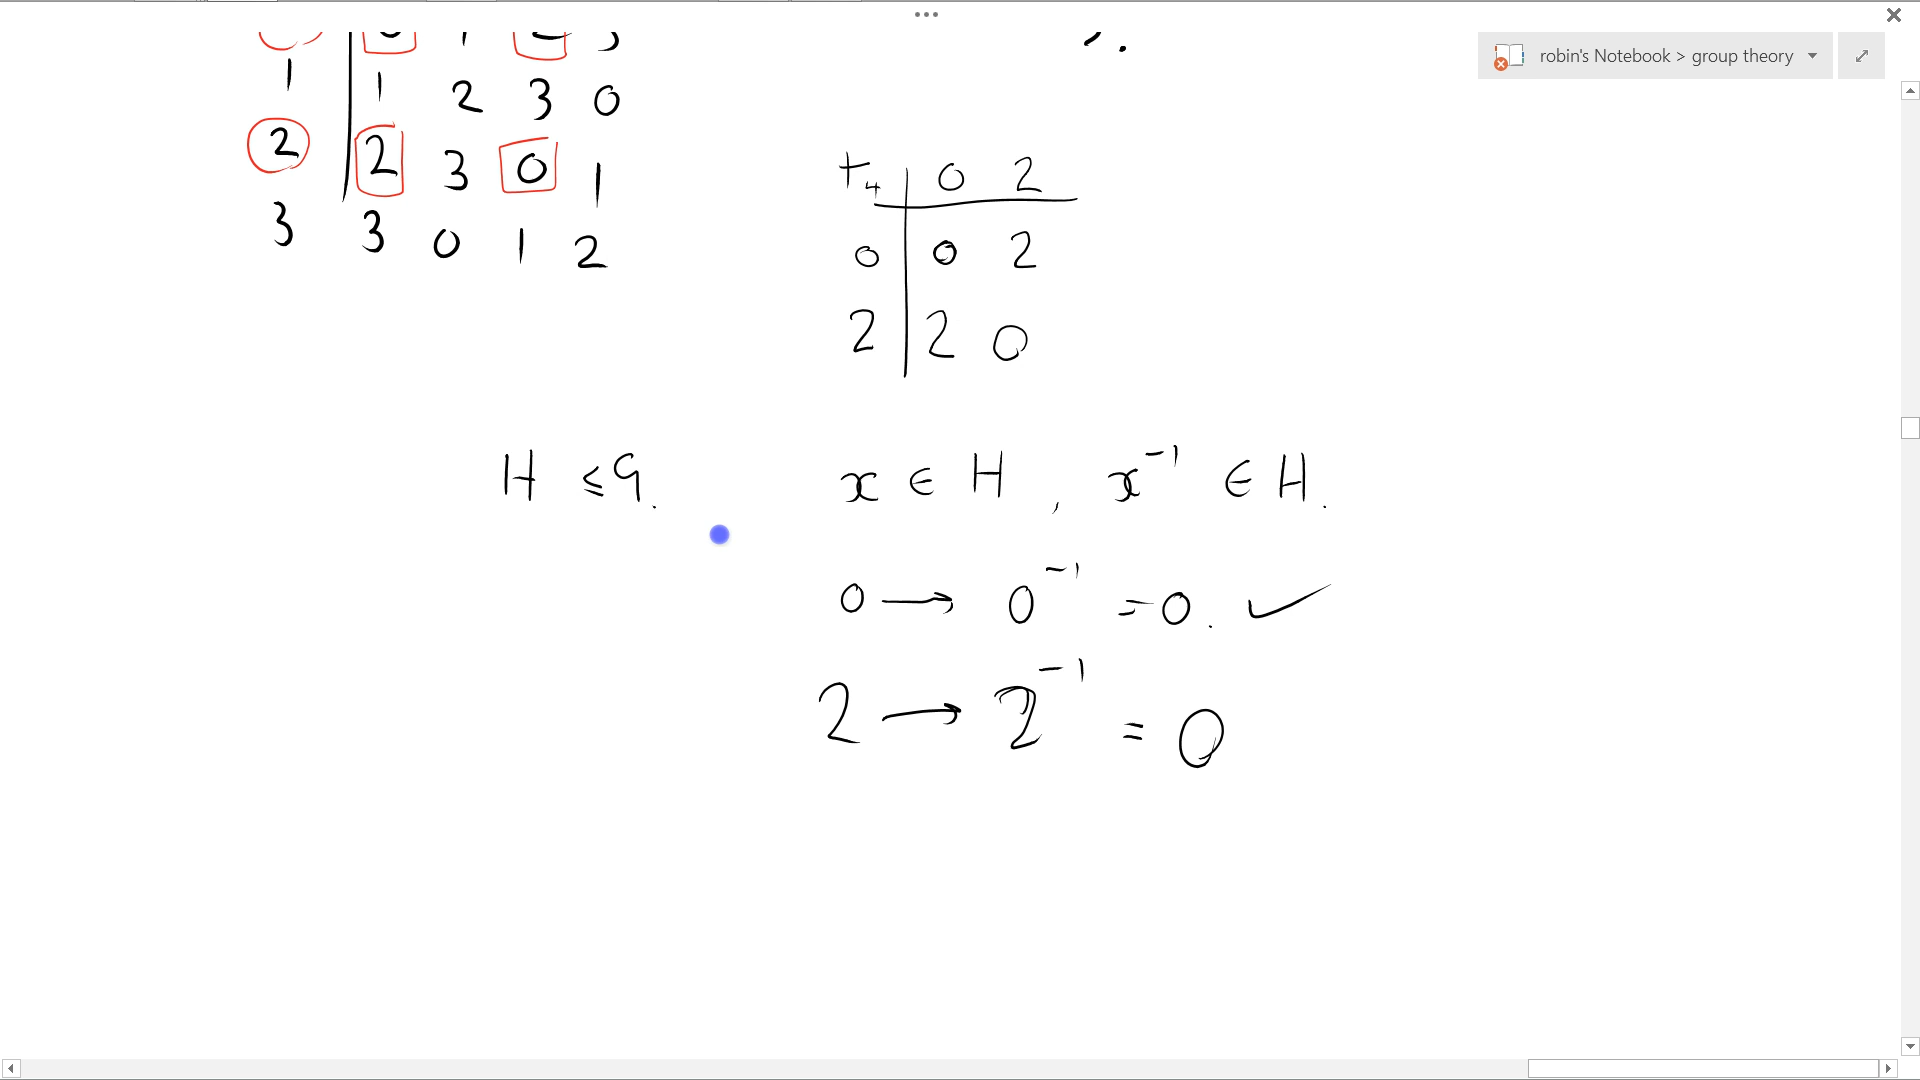 robin's Notebook > group theory
1 | 1 2 3 0
2 | 2 3 0 1
3 3 0 1 2
+₄ | 0 2
0 | 0 2
2 | 2 0
H ≤ G. x ∈ H, x⁻¹ ∈ H.
0 → 0⁻¹ = 0. ✓
2 → 2⁻¹ = 0